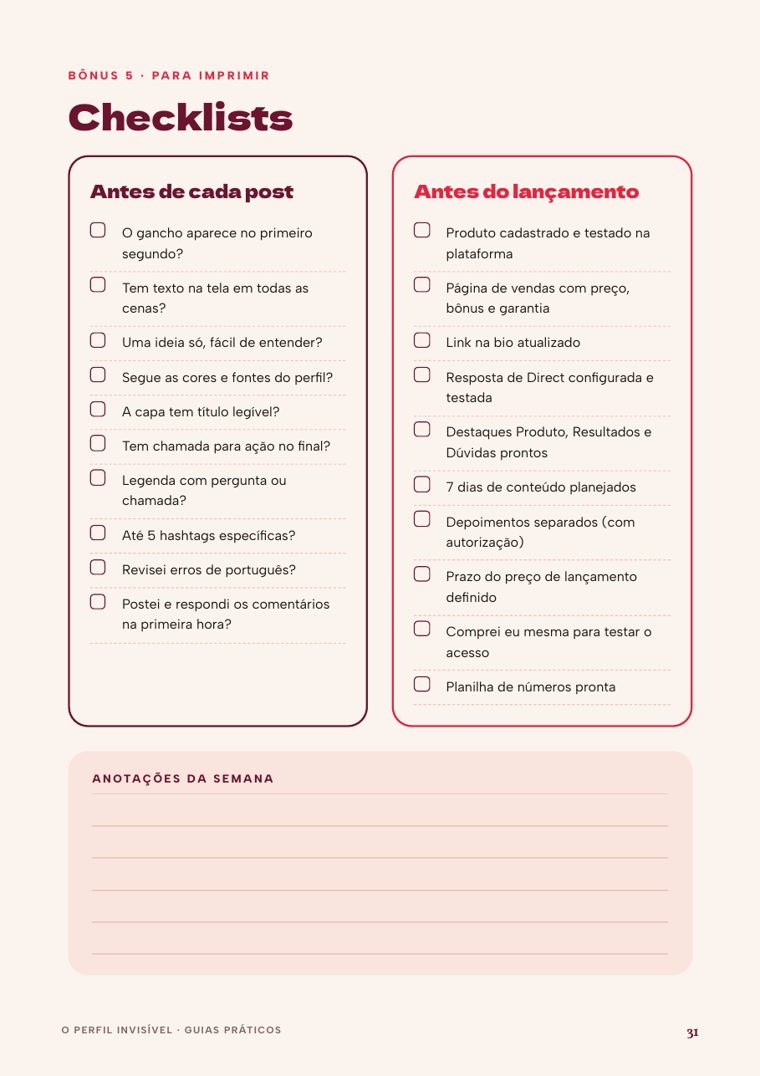 BÔNUS 5 · PARA IMPRIMIR
Checklists
Antes de cada post
O gancho aparece no primeiro
segundo?
Tem texto na tela em todas as
cenas?
Uma ideia só, fácil de entender?
Segue as cores e fontes do perfil?
A capa tem título legível?
Tem chamada para ação no final?
Legenda com pergunta ou
chamada?
Até 5 hashtags específicas?
Revisei erros de português?
Postei e respondi os comentários
na primeira hora?
Antes do lançamento
Produto cadastrado e testado na
plataforma
Página de vendas com preço,
bônus e garantia
Link na bio atualizado
Resposta de Direct configurada e
testada
Destaques Produto, Resultados e
Dúvidas prontos
7 dias de conteúdo planejados
Depoimentos separados (com
autorização)
Prazo do preço de lançamento
definido
Comprei eu mesma para testar o
acesso
Planilha de números pronta
ANOTAÇÕES DA SEMANA
O PERFIL INVISÍVEL · GUIAS PRÁTICOS
31